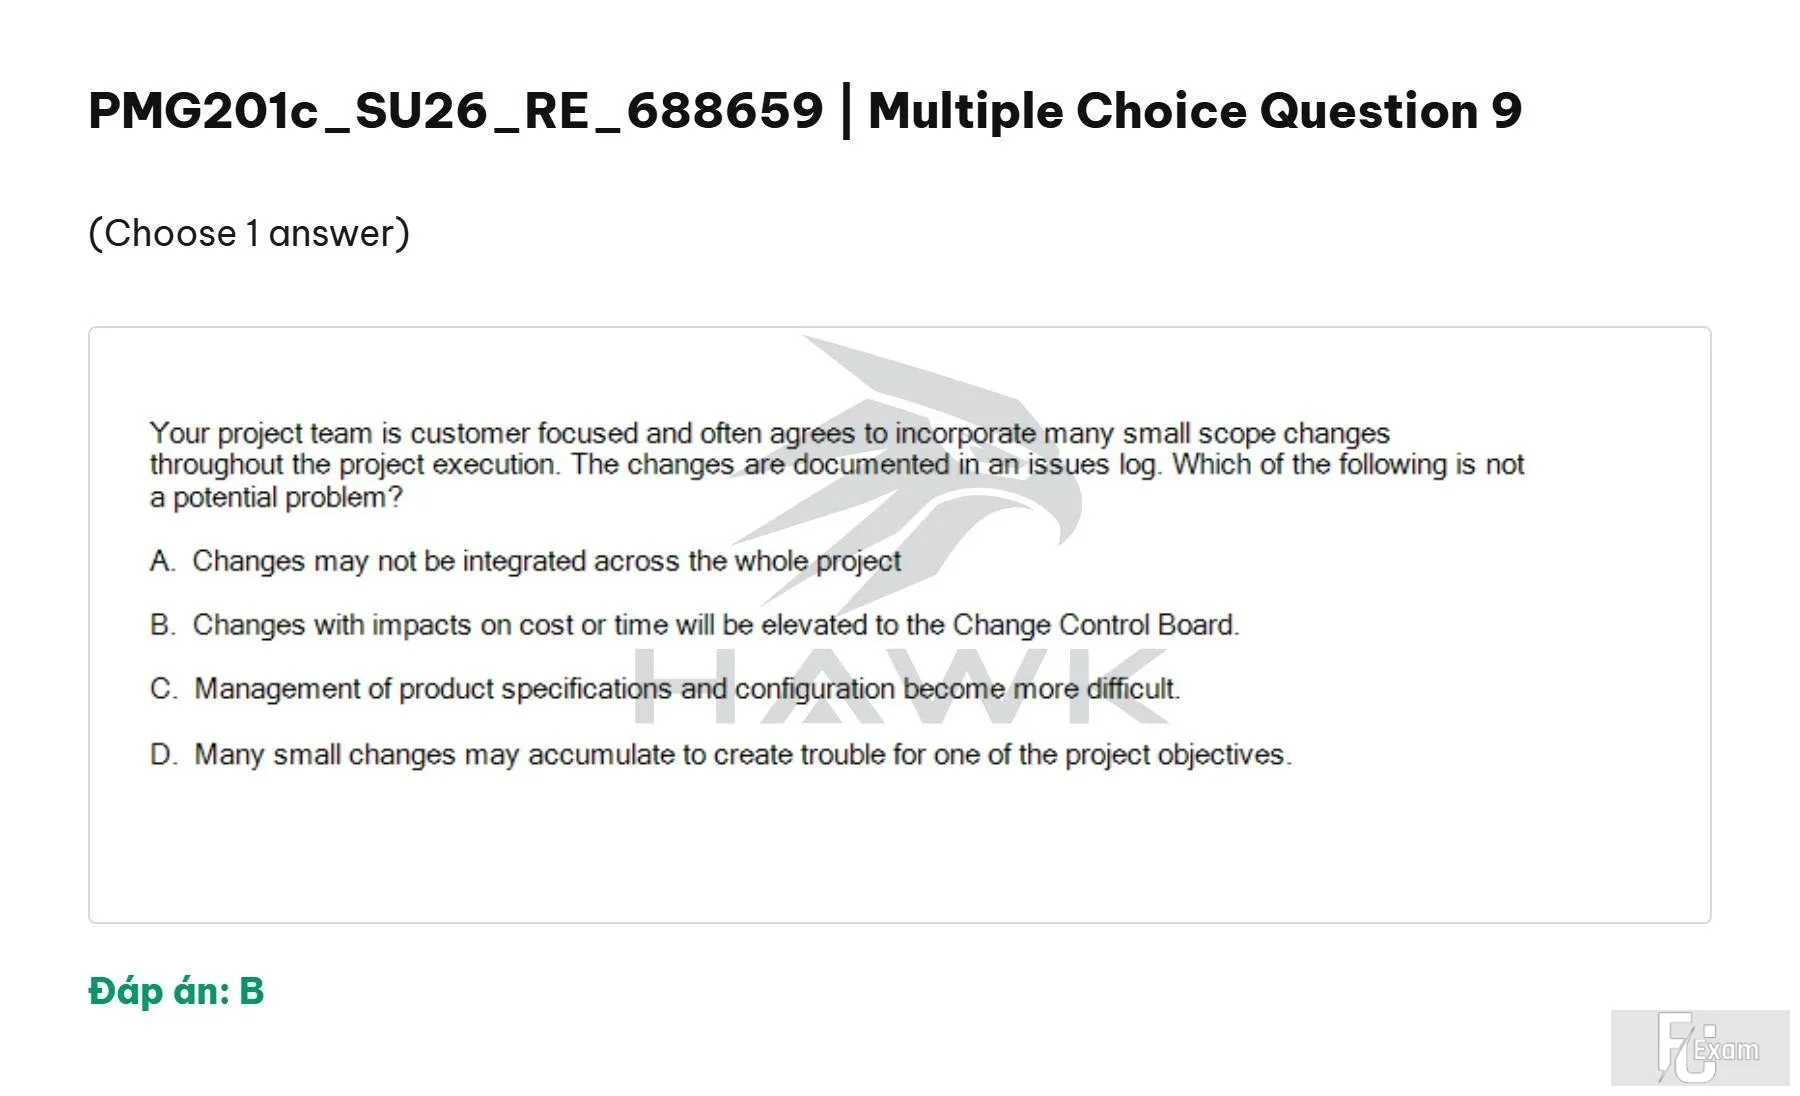 PMG201c_SU26_RE_688659 | Multiple Choice Question 9
(Choose 1 answer)
Your project team is customer focused and often agrees to incorporate many small scope changes
throughout the project execution. The changes are documented in an issues log. Which of the following is not
a potential problem?
A. Changes may not be integrated across the whole project
B. Changes with impacts on cost or time will be elevated to the Change Control Board.
HAWK
C. Management of product specifications and configuration become more difficult.
D. Many small changes may accumulate to create trouble for one of the project objectives.
Đáp án: B
FU Exam